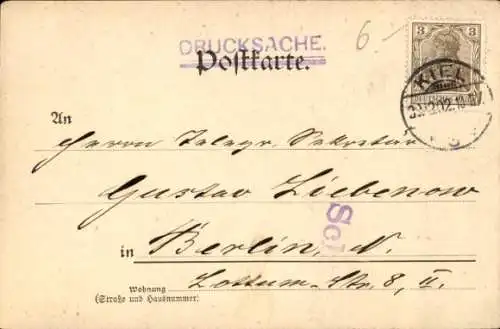 DRUCKSACHE.
6.
Postkarte.
3
KIEL
An
Herrn Telegr. Sekretär
Gustav Liebenow
in Berlin, N.
Lottum-Str. 8, II.
Wohnung
(Straße und Hausnummer)